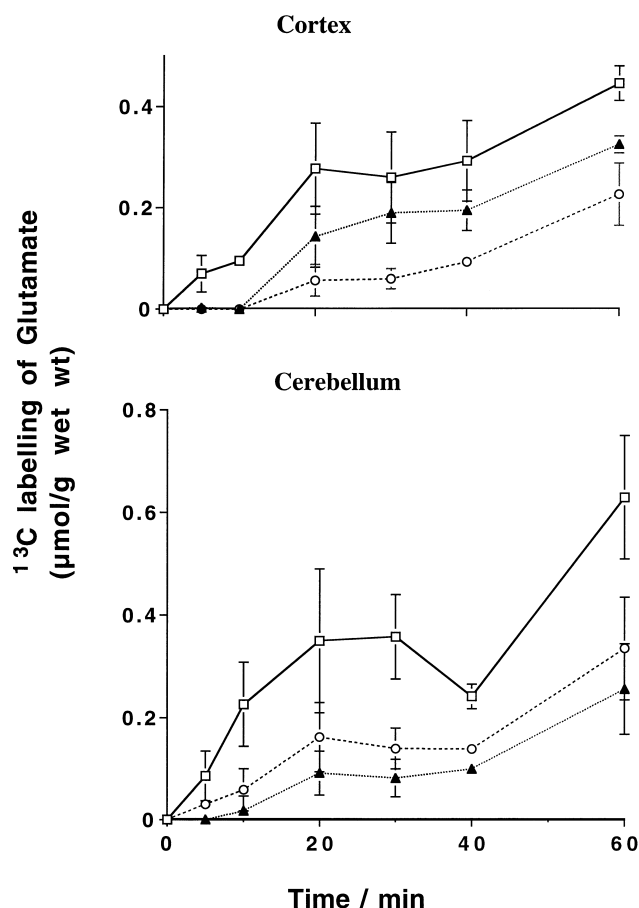 Cortex
0.4
0.2
0
Cerebellum
0.8
0.6
0.4
0.2
0
0 20 40 60
¹³C labelling of Glutamate
(μmol/g wet wt)
Time / min